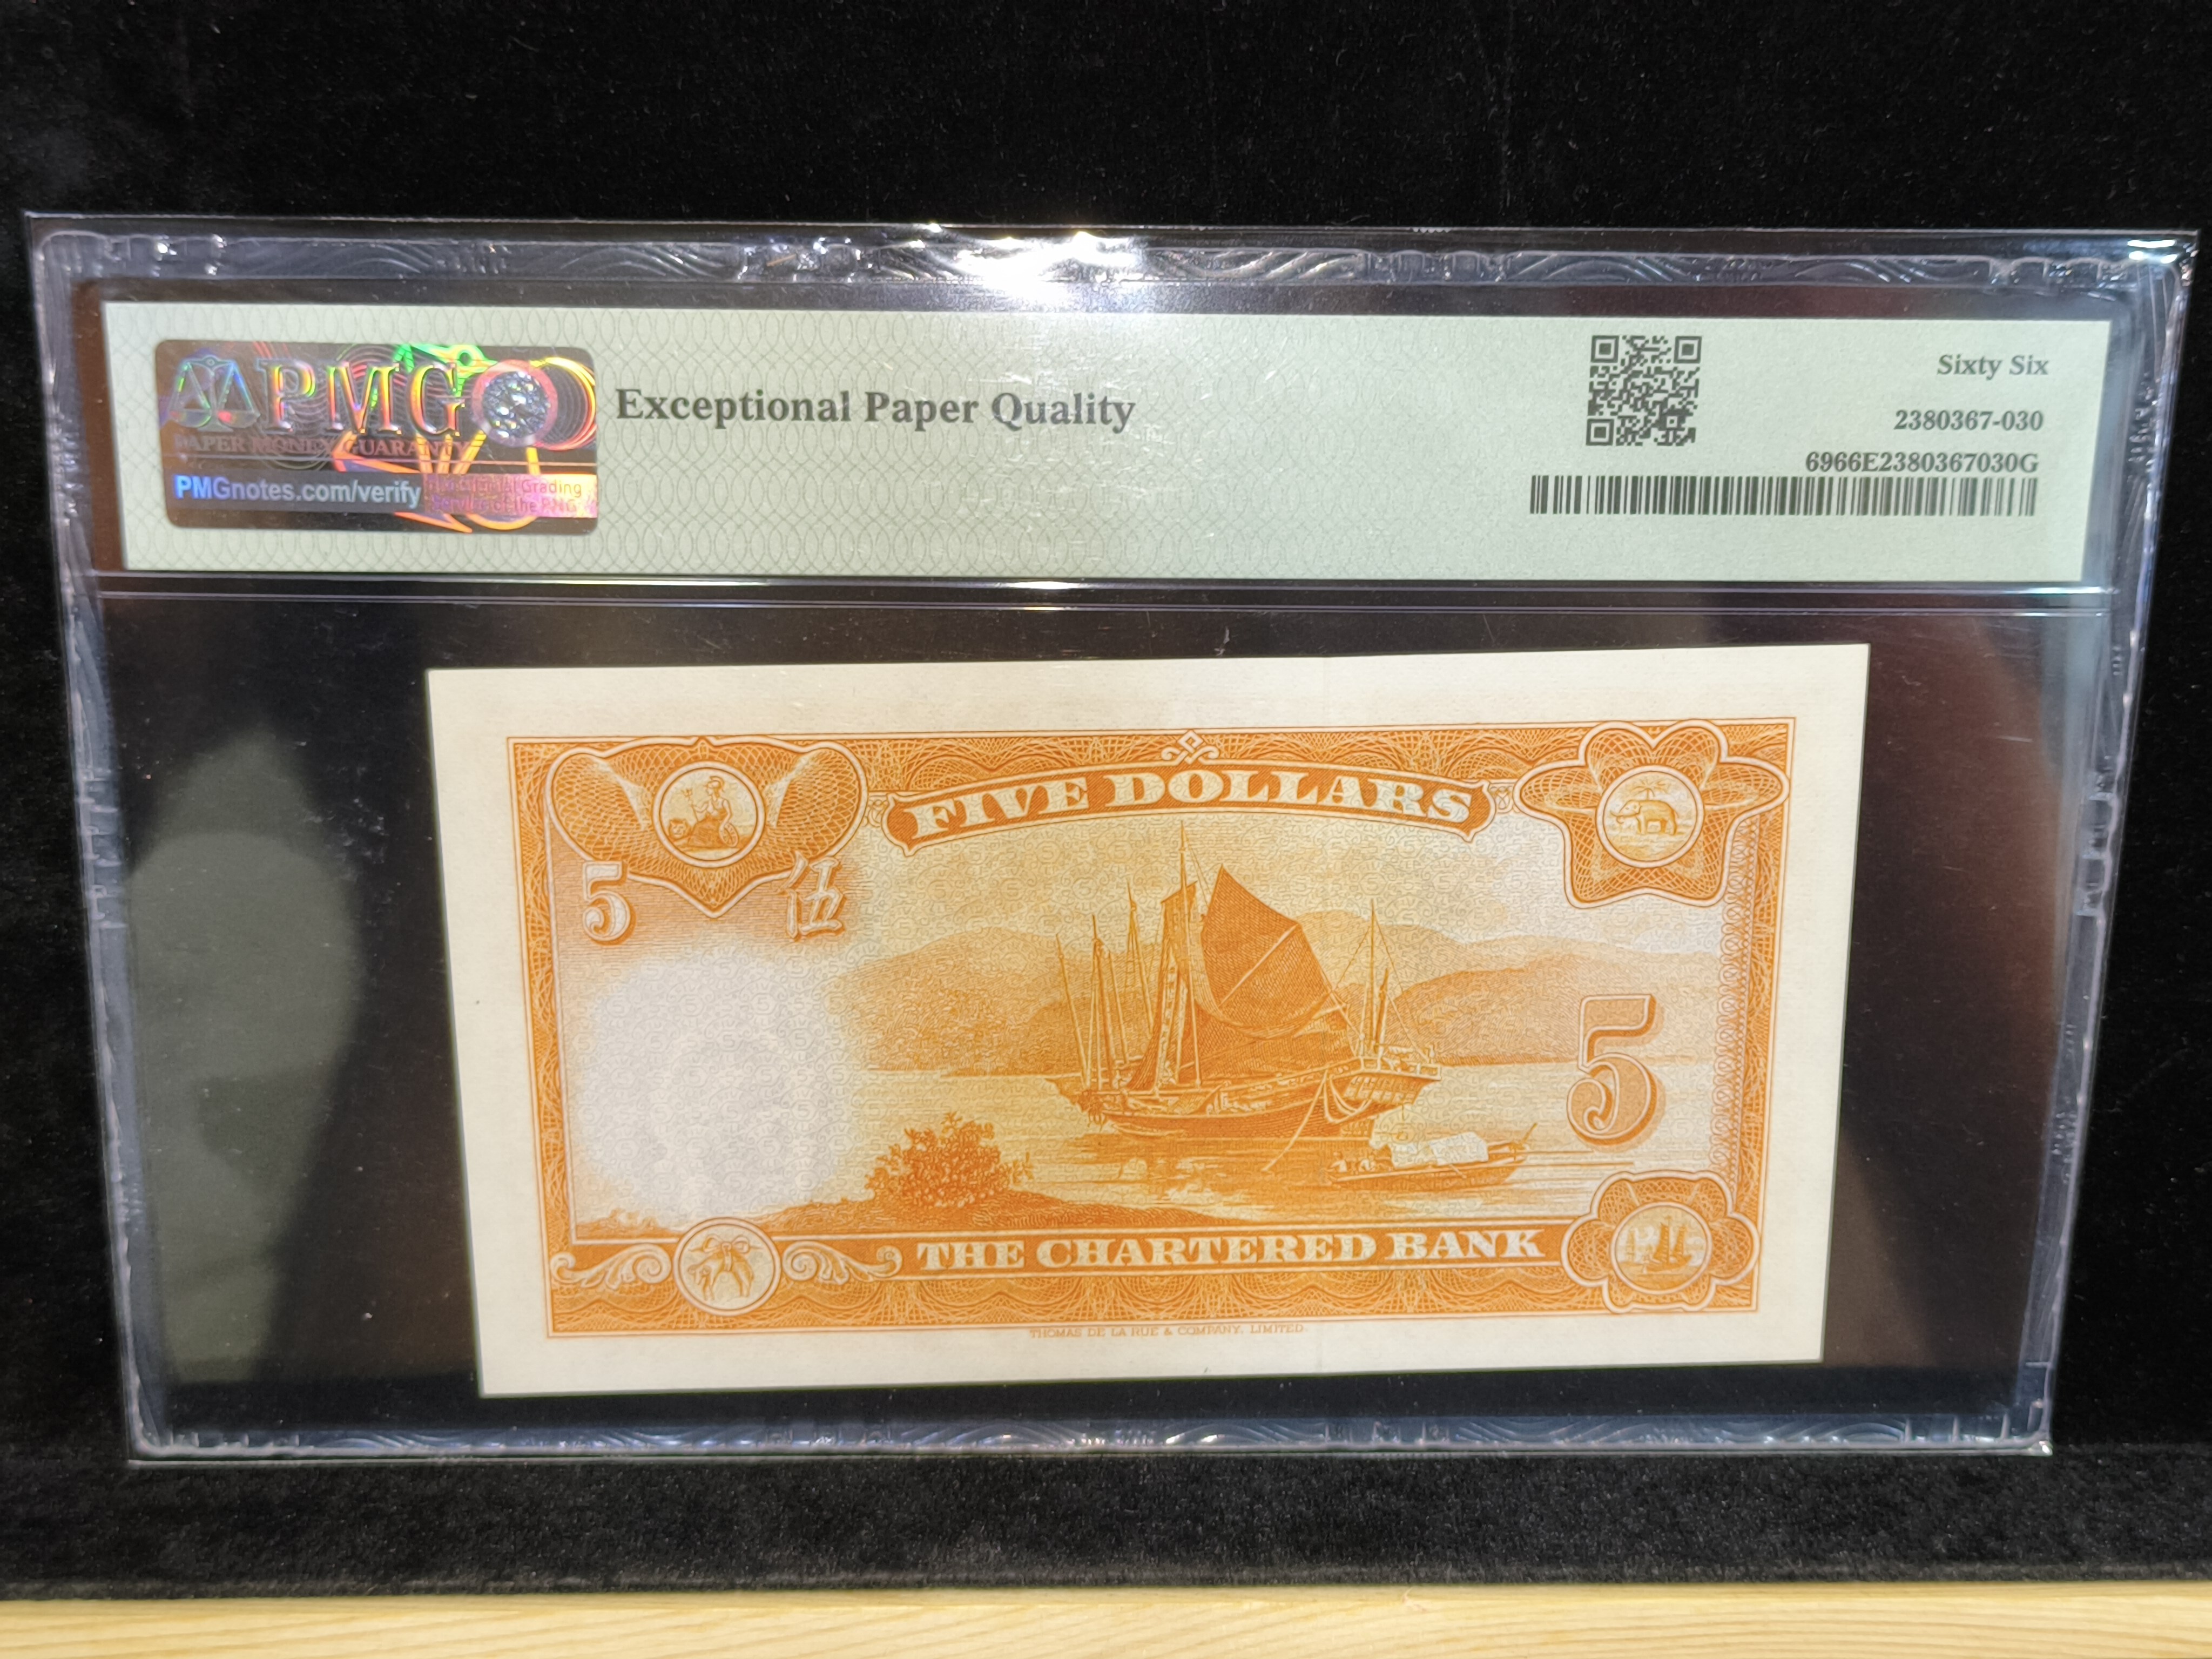 PMG
PAPER MONEY GUARANTY
PMGnotes.com/verify
Exceptional Paper Quality
Sixty Six
2380367-030
6966E2380367030G
FIVE DOLLARS
5
伍
5
THE CHARTERED BANK
THOMAS DE LA RUE & COMPANY, LIMITED.